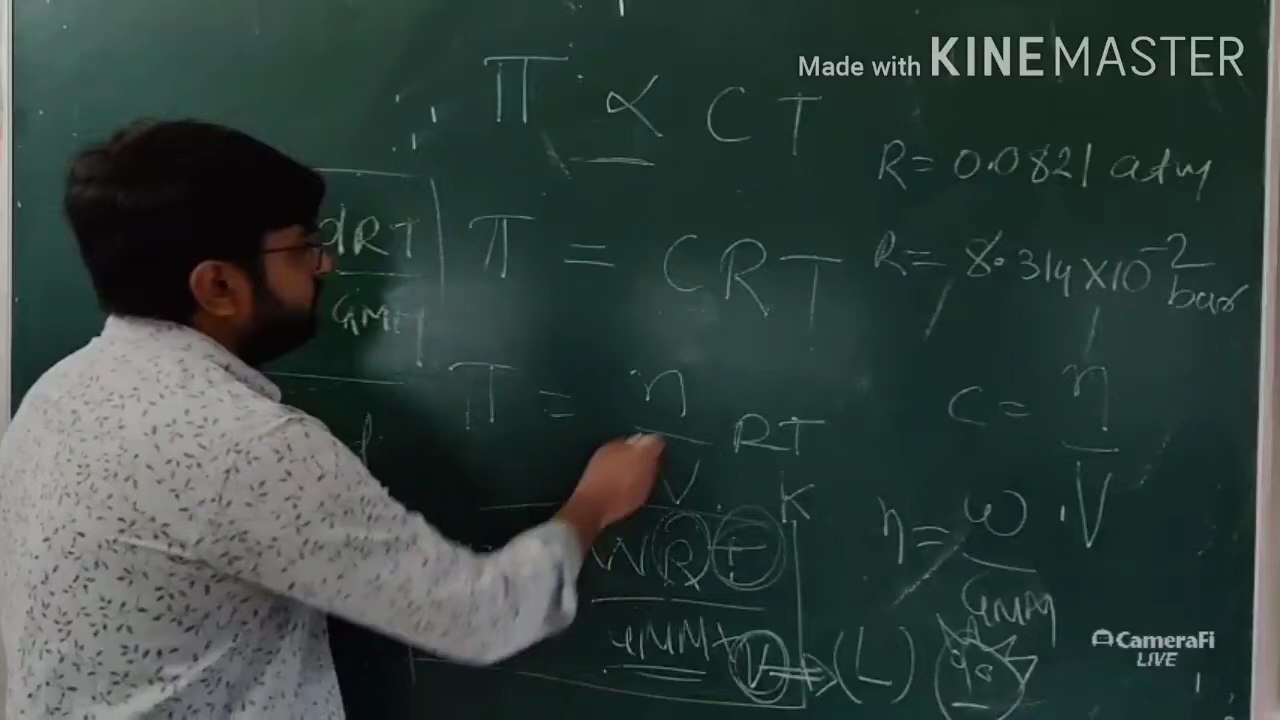 Made with KINEMASTER
π ∝ C T
R = 0.0821 atm
dRT
GMM
π = CRT
R = 8.314 × 10⁻² bar
π = n / V RT
C = n / V
K
n = w / GMM . V
WRT
GMM × V ⇒ (L)
CameraFi
LIVE